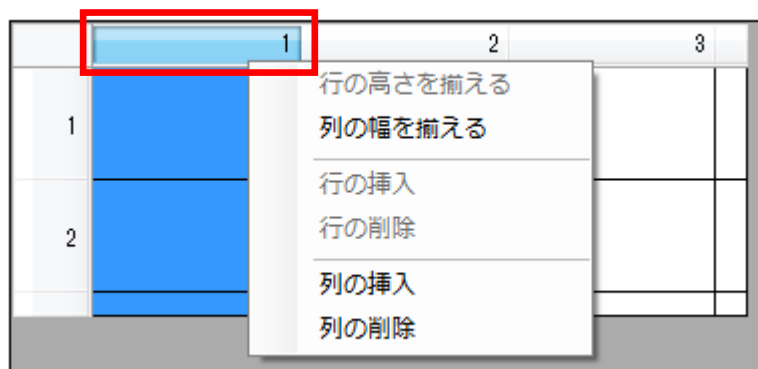 1 2 3
行の高さを揃える
1
列の幅を揃える
行の挿入
2
行の削除
列の挿入
列の削除